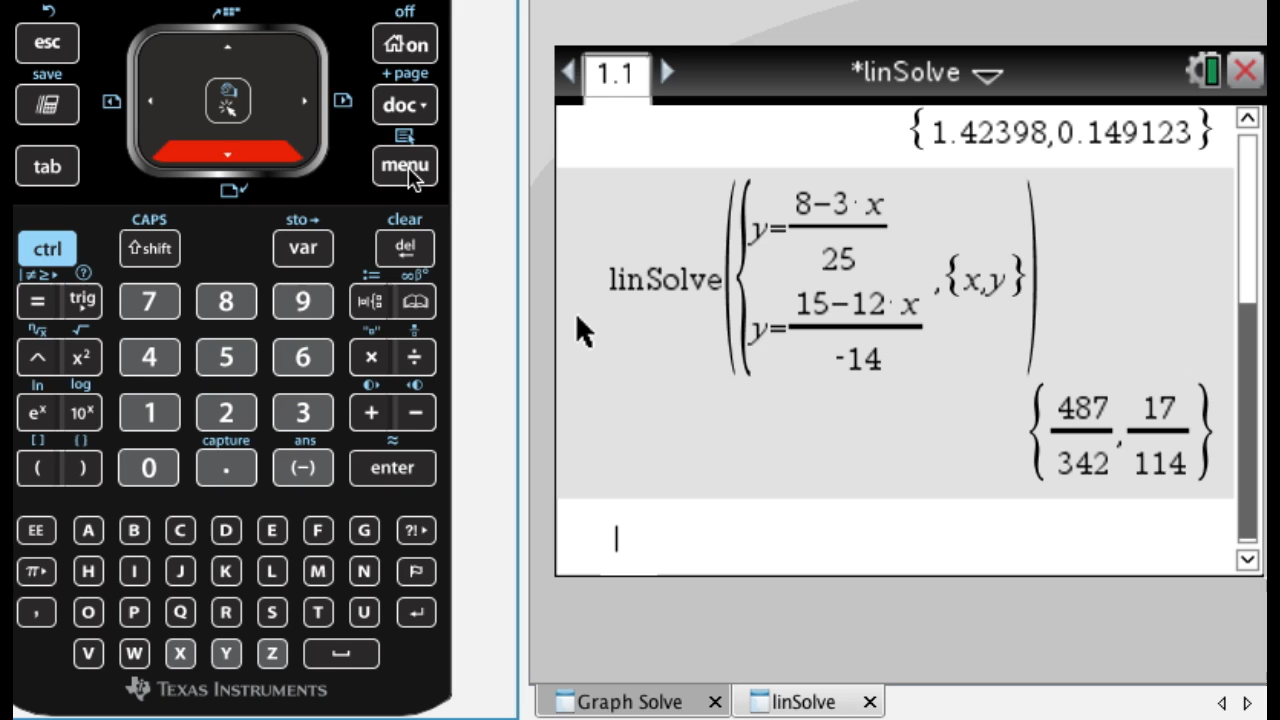 off
esc
on
save
+ page
doc
tab
menu
CAPS
sto→
clear
ctrl
⇧shift
var
del
|≠≥▸
?
:=
∞β°
=
trig
7
8
9
|▫|{▫
ⁿ√x
√
"▫"
^
x²
4
5
6
×
÷
ln
log
eˣ
10ˣ
1
2
3
+
−
[ ]
{ }
capture
ans
≈
(
)
0
.
(−)
enter
EE
A
B
C
D
E
F
G
?!▸
π▸
H
I
J
K
L
M
N
,
O
P
Q
R
S
T
U
↵
V
W
X
Y
Z
TEXAS INSTRUMENTS
1.1
*linSolve
{1.42398,0.149123}
linSolve({y=(8−3·x)/25, y=(15−12·x)/-14 ,{x,y})
{487/342, 17/114}
Graph Solve
linSolve